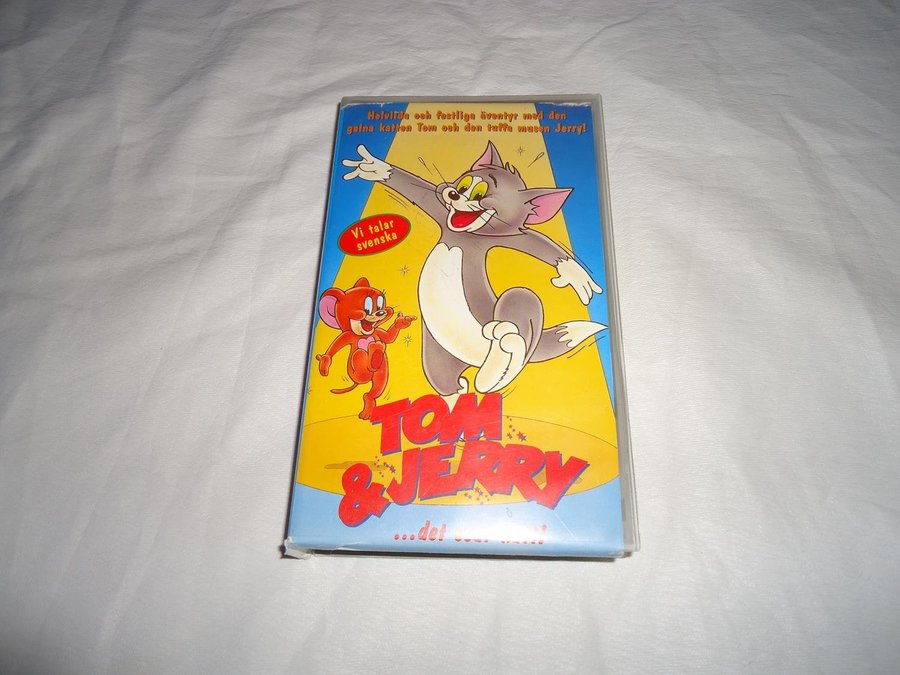 Helvilda och festliga äventyr med den
galna katten Tom och den tuffa musen Jerry!
Vi talar
svenska
TOM
& JERRY
...det